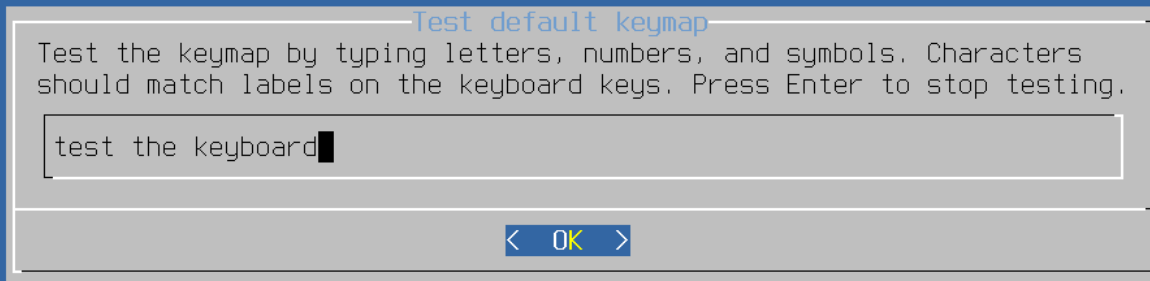 Test default keymap
Test the keymap by typing letters, numbers, and symbols. Characters
should match labels on the keyboard keys. Press Enter to stop testing.
test the keyboard
< OK >